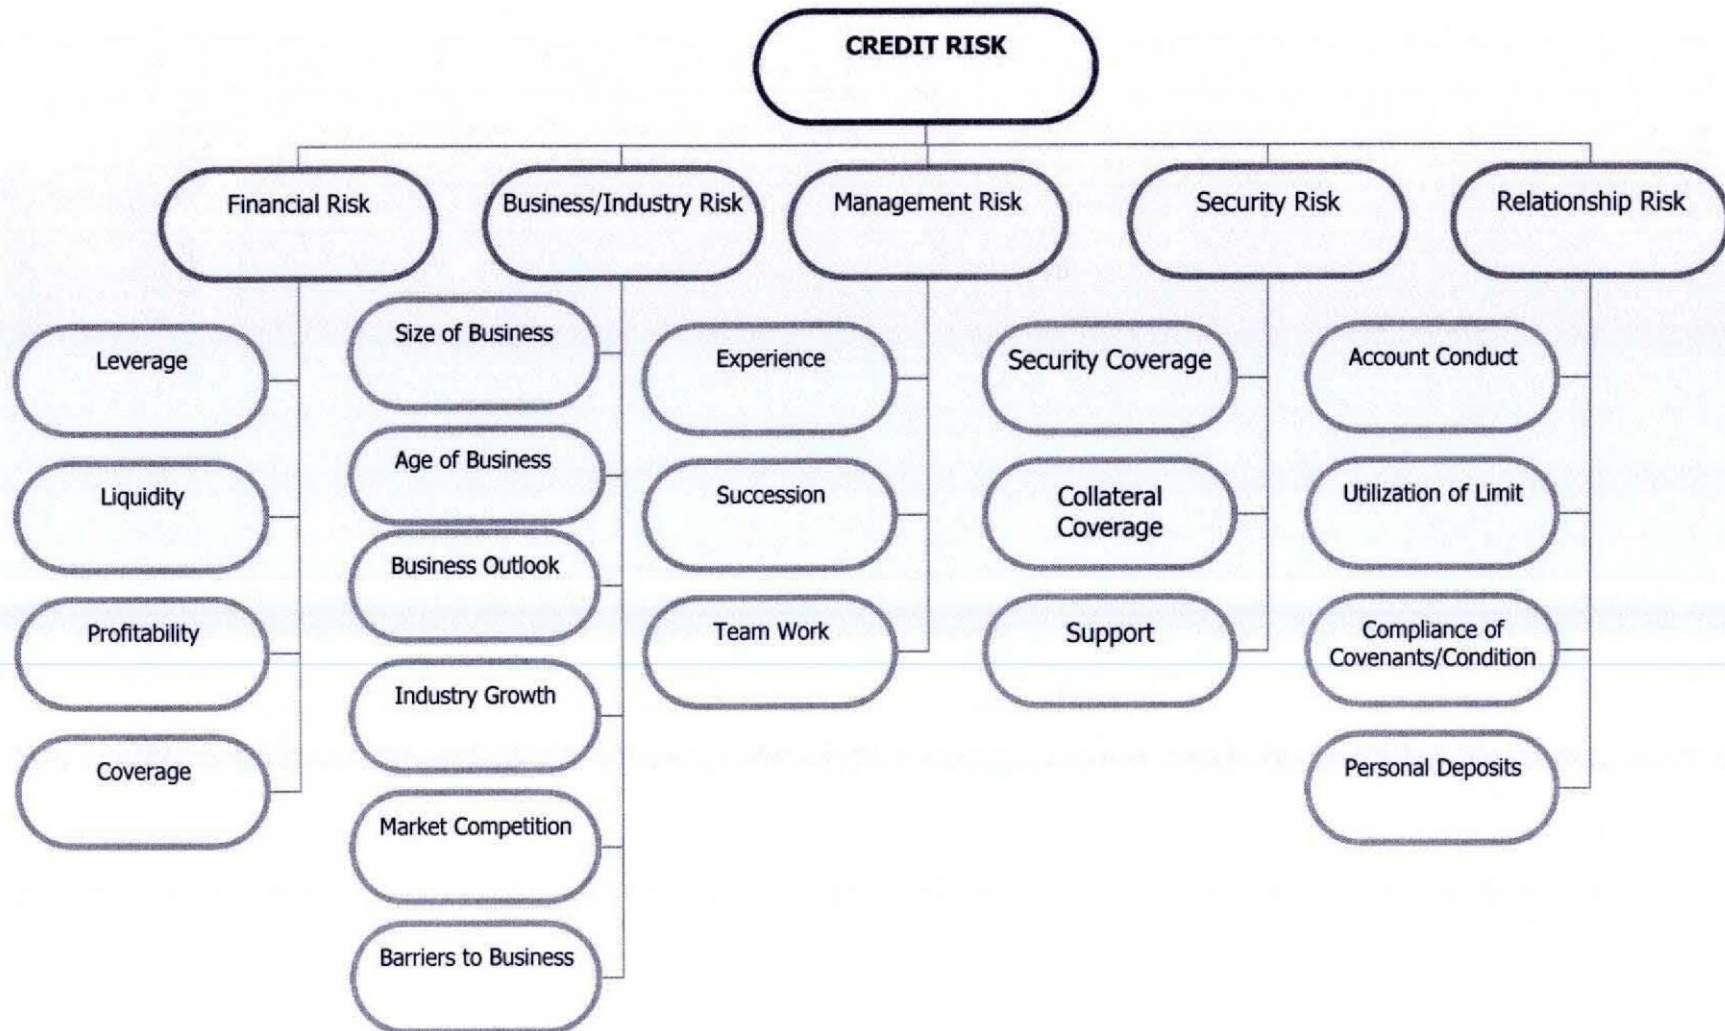 CREDIT RISK
Financial Risk
Business/Industry Risk
Management Risk
Security Risk
Relationship Risk
Leverage
Liquidity
Profitability
Coverage
Size of Business
Age of Business
Business Outlook
Industry Growth
Market Competition
Barriers to Business
Experience
Succession
Team Work
Security Coverage
Collateral
Coverage
Support
Account Conduct
Utilization of Limit
Compliance of
Covenants/Condition
Personal Deposits